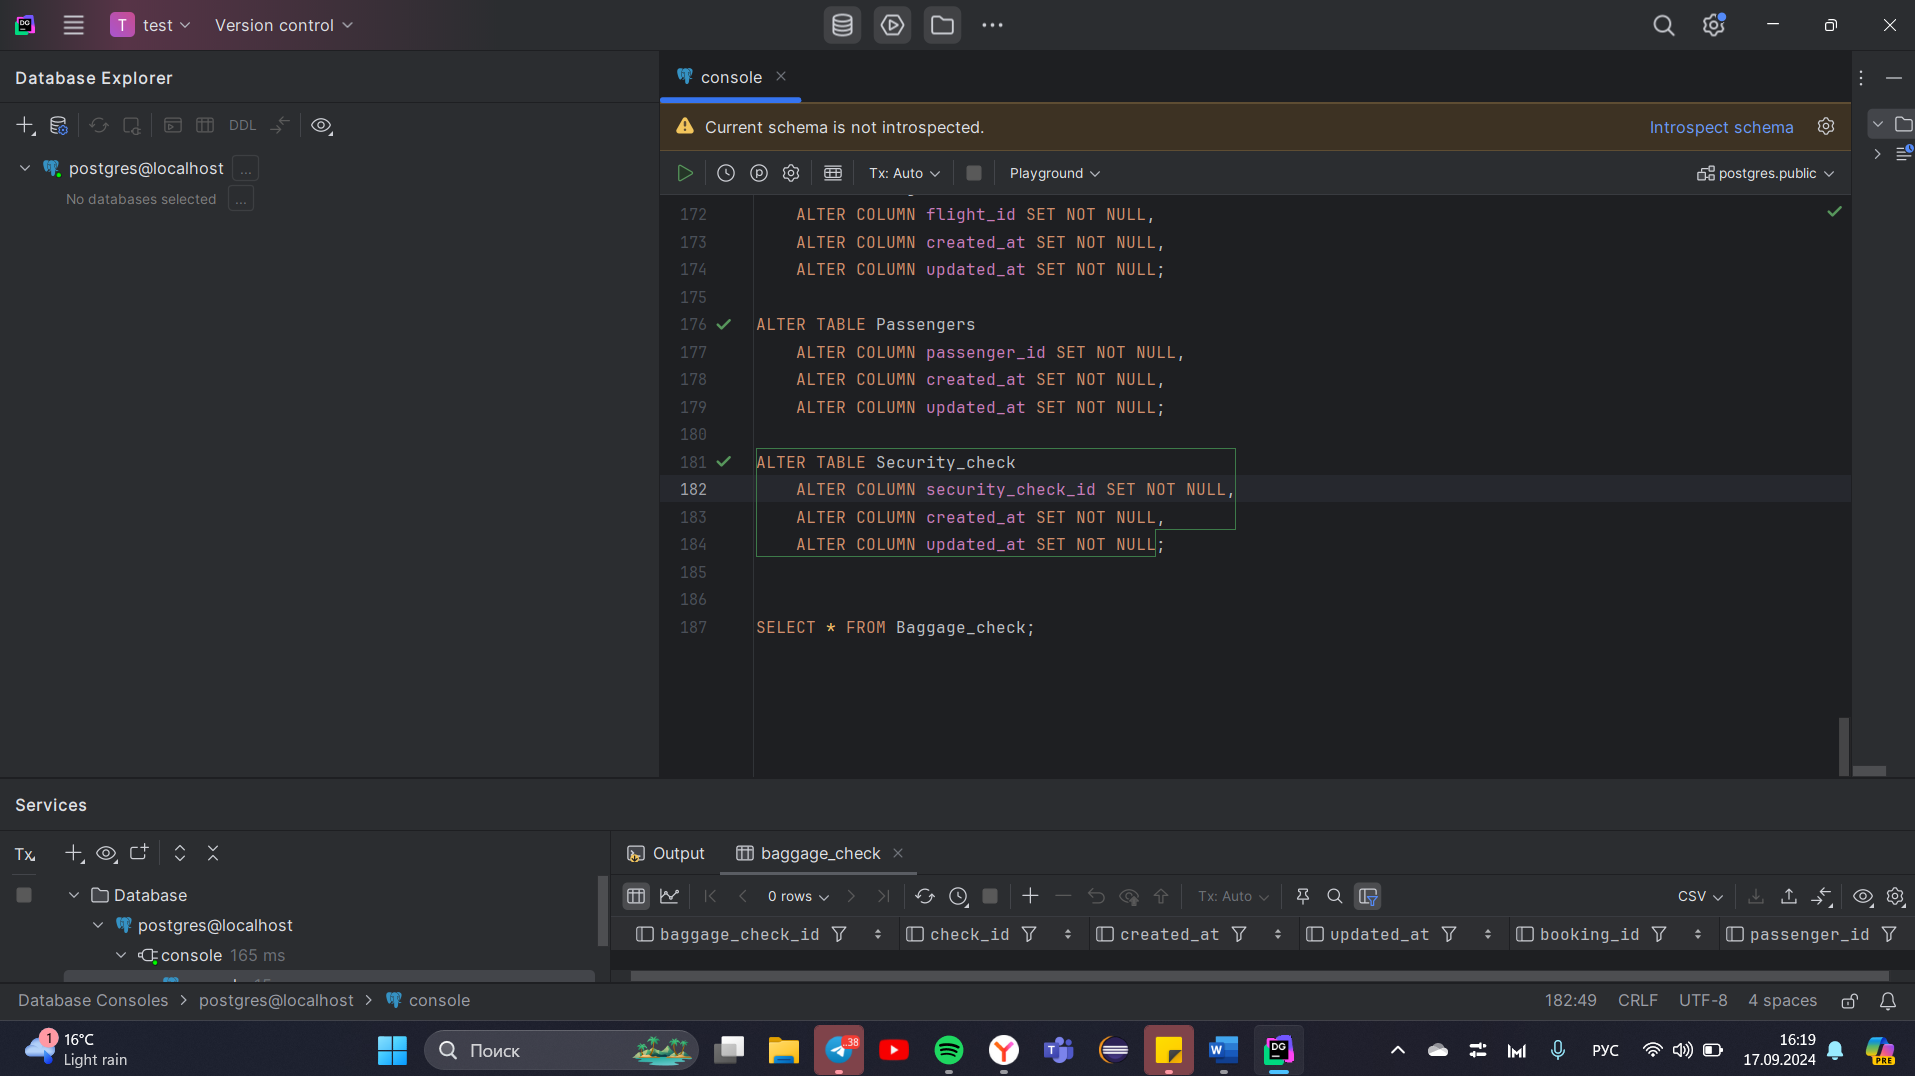 T test Version control
Database Explorer
console
Current schema is not introspected. Introspect schema
DDL
Tx: Auto Playground postgres.public
postgres@localhost ...
No databases selected ...
172 ALTER COLUMN flight_id SET NOT NULL,
173 ALTER COLUMN created_at SET NOT NULL,
174 ALTER COLUMN updated_at SET NOT NULL;
175
176 ALTER TABLE Passengers
177 ALTER COLUMN passenger_id SET NOT NULL,
178 ALTER COLUMN created_at SET NOT NULL,
179 ALTER COLUMN updated_at SET NOT NULL;
180
181 ALTER TABLE Security_check
182 ALTER COLUMN security_check_id SET NOT NULL,
183 ALTER COLUMN created_at SET NOT NULL,
184 ALTER COLUMN updated_at SET NOT NULL;
185
186
187 SELECT * FROM Baggage_check;
Services
Tx
Database
postgres@localhost
console 165 ms
Output baggage_check
0 rows Tx: Auto CSV
baggage_check_id check_id created_at updated_at booking_id passenger_id
Database Consoles > postgres@localhost > console 182:49 CRLF UTF-8 4 spaces
1 16°C
Light rain
Поиск
38
РУС
16:19
17.09.2024
PRE